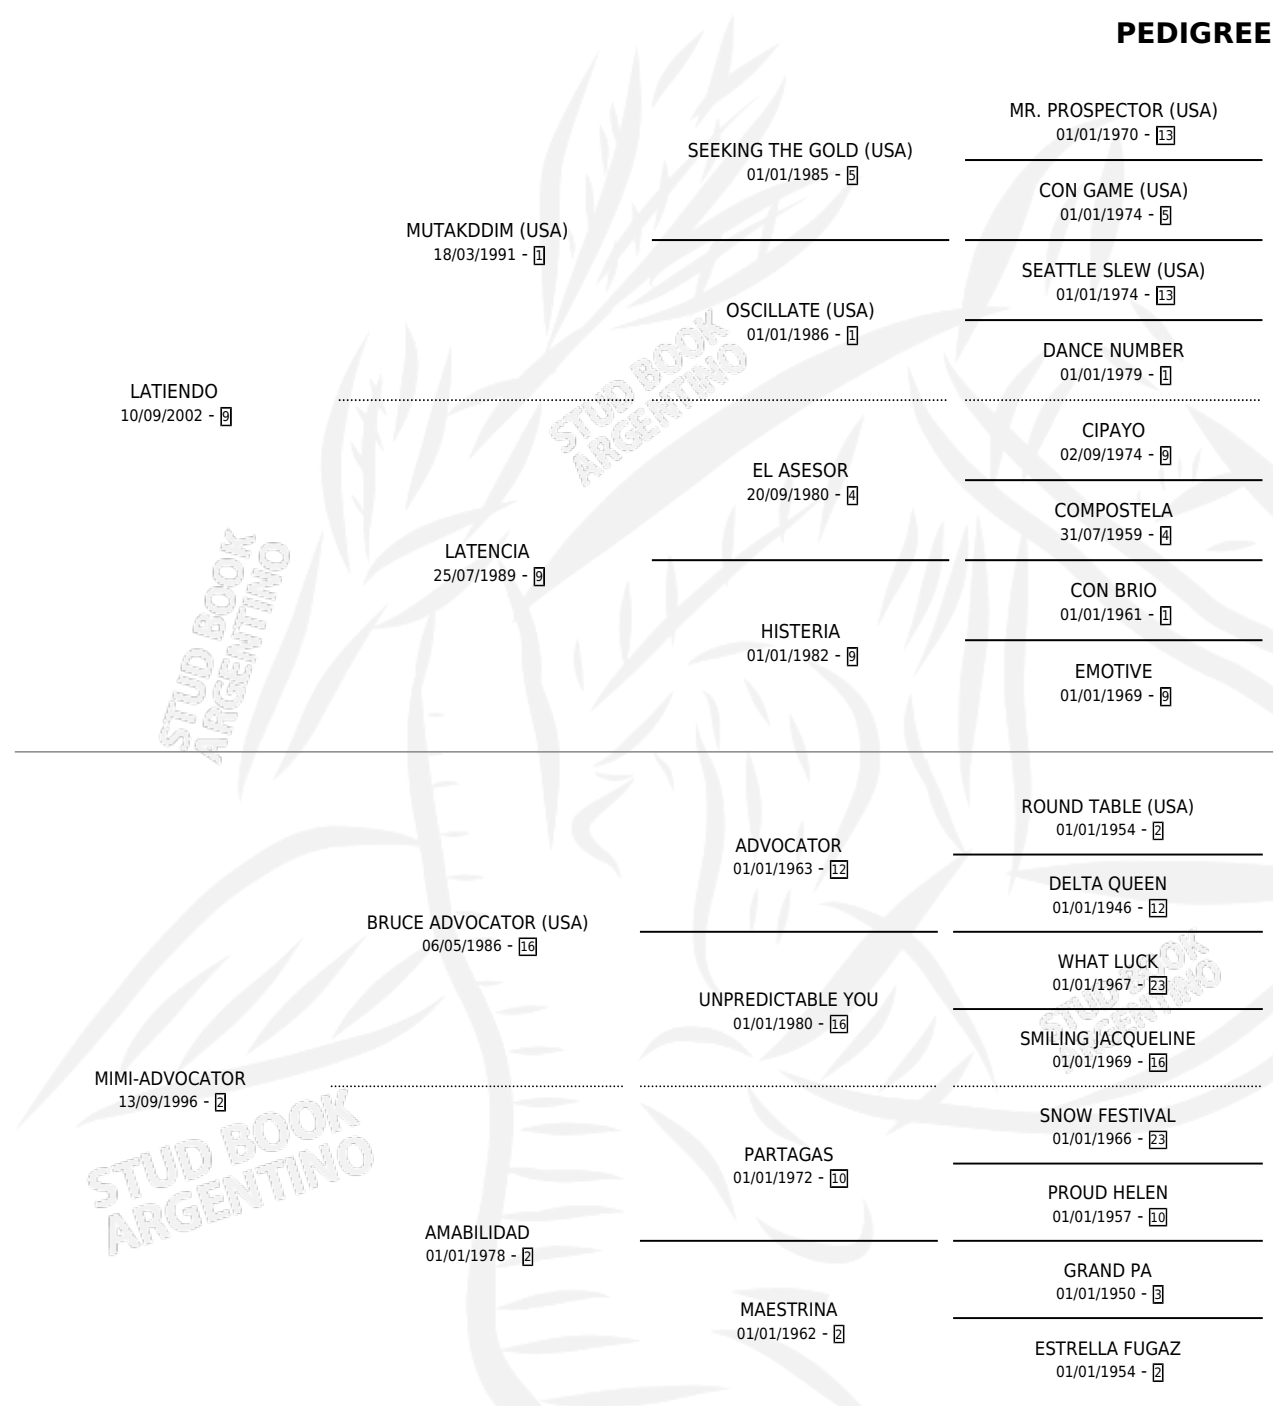 PEDIGREE
MR. PROSPECTOR (USA)
01/01/1970 - 13
SEEKING THE GOLD (USA)
01/01/1985 - 5
CON GAME (USA)
01/01/1974 - 5
MUTAKDDIM (USA)
18/03/1991 - 1
SEATTLE SLEW (USA)
01/01/1974 - 13
OSCILLATE (USA)
01/01/1986 - 1
DANCE NUMBER
01/01/1979 - 1
LATIENDO
10/09/2002 - 9
CIPAYO
02/09/1974 - 9
EL ASESOR
20/09/1980 - 4
COMPOSTELA
31/07/1959 - 4
LATENCIA
25/07/1989 - 9
CON BRIO
01/01/1961 - 1
HISTERIA
01/01/1982 - 9
EMOTIVE
01/01/1969 - 9
ROUND TABLE (USA)
01/01/1954 - 2
ADVOCATOR
01/01/1963 - 12
DELTA QUEEN
01/01/1946 - 12
BRUCE ADVOCATOR (USA)
06/05/1986 - 16
WHAT LUCK
01/01/1967 - 23
UNPREDICTABLE YOU
01/01/1980 - 16
SMILING JACQUELINE
01/01/1969 - 16
MIMI-ADVOCATOR
13/09/1996 - 2
SNOW FESTIVAL
01/01/1966 - 23
PARTAGAS
01/01/1972 - 10
PROUD HELEN
01/01/1957 - 10
AMABILIDAD
01/01/1978 - 2
GRAND PA
01/01/1950 - 3
MAESTRINA
01/01/1962 - 2
ESTRELLA FUGAZ
01/01/1954 - 2
STUD BOOK
ARGENTINO
STUD BOOK
ARGENTINO
STUD BOOK
ARGENTINO
STUD BOOK
ARGENTINO